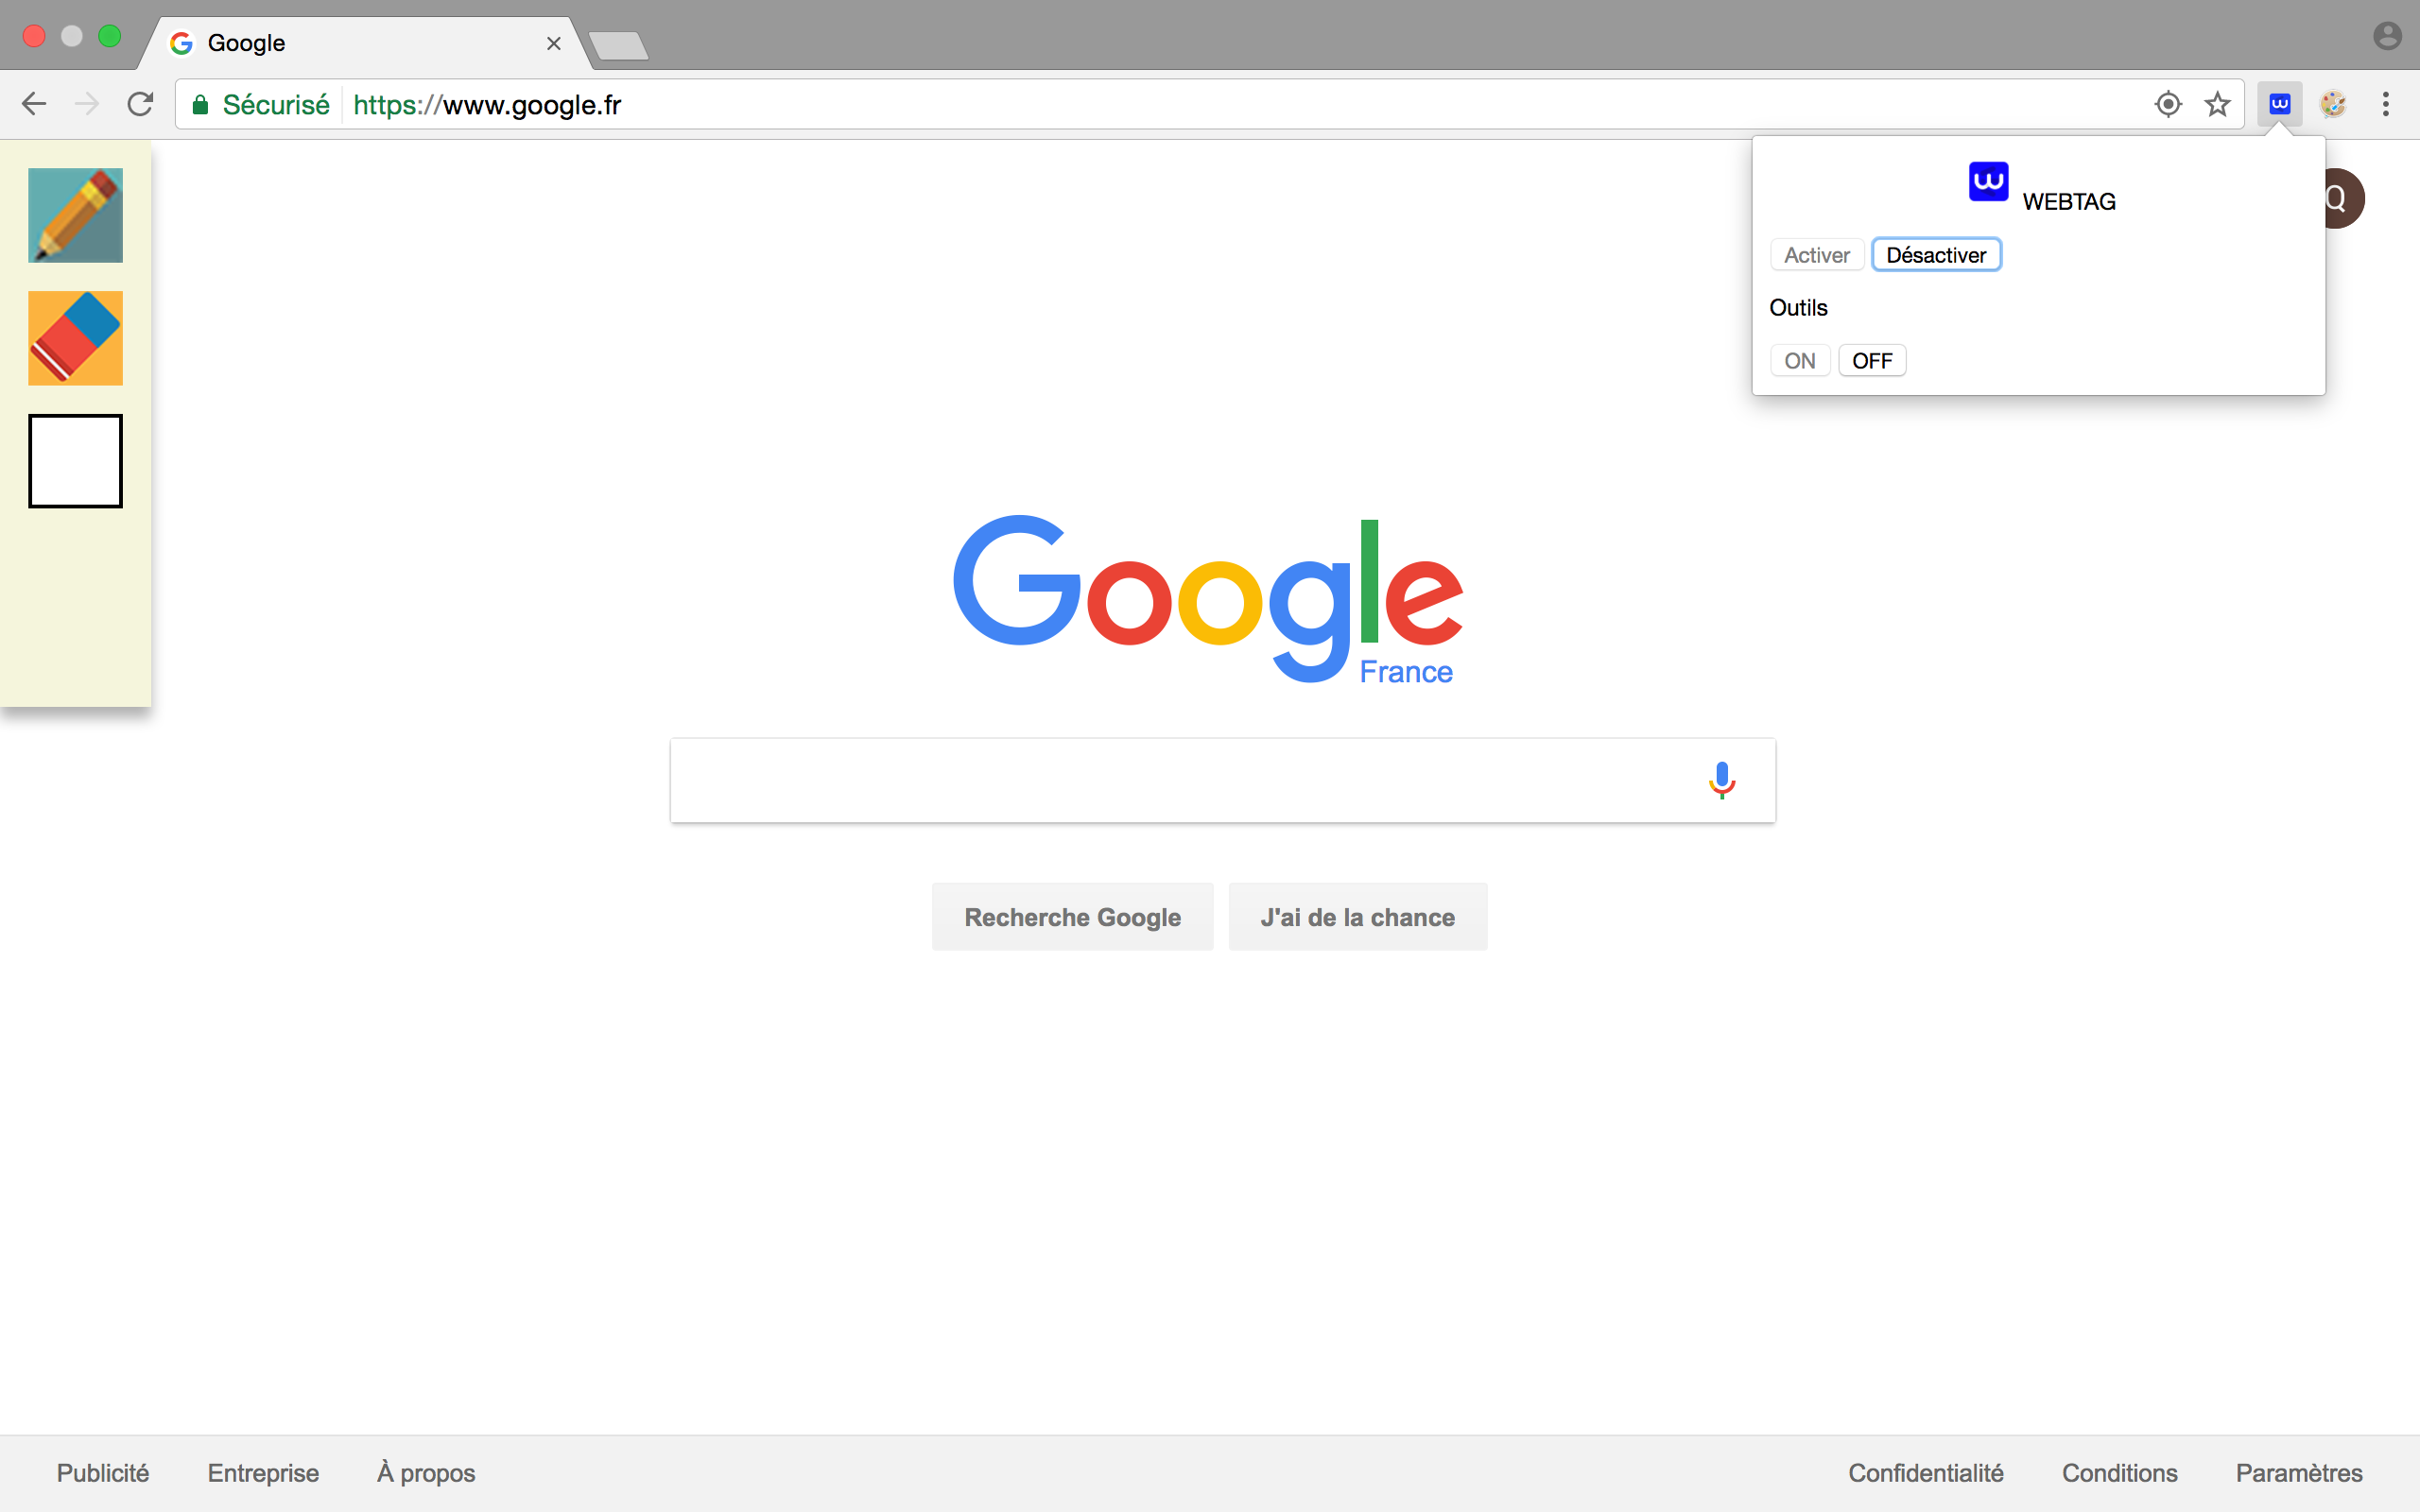 Google
Sécurisé https://www.google.fr
W WEBTAG
Q
Activer Désactiver
Outils
ON OFF
Google
France
Recherche Google J'ai de la chance
Publicité Entreprise À propos Confidentialité Conditions Paramètres